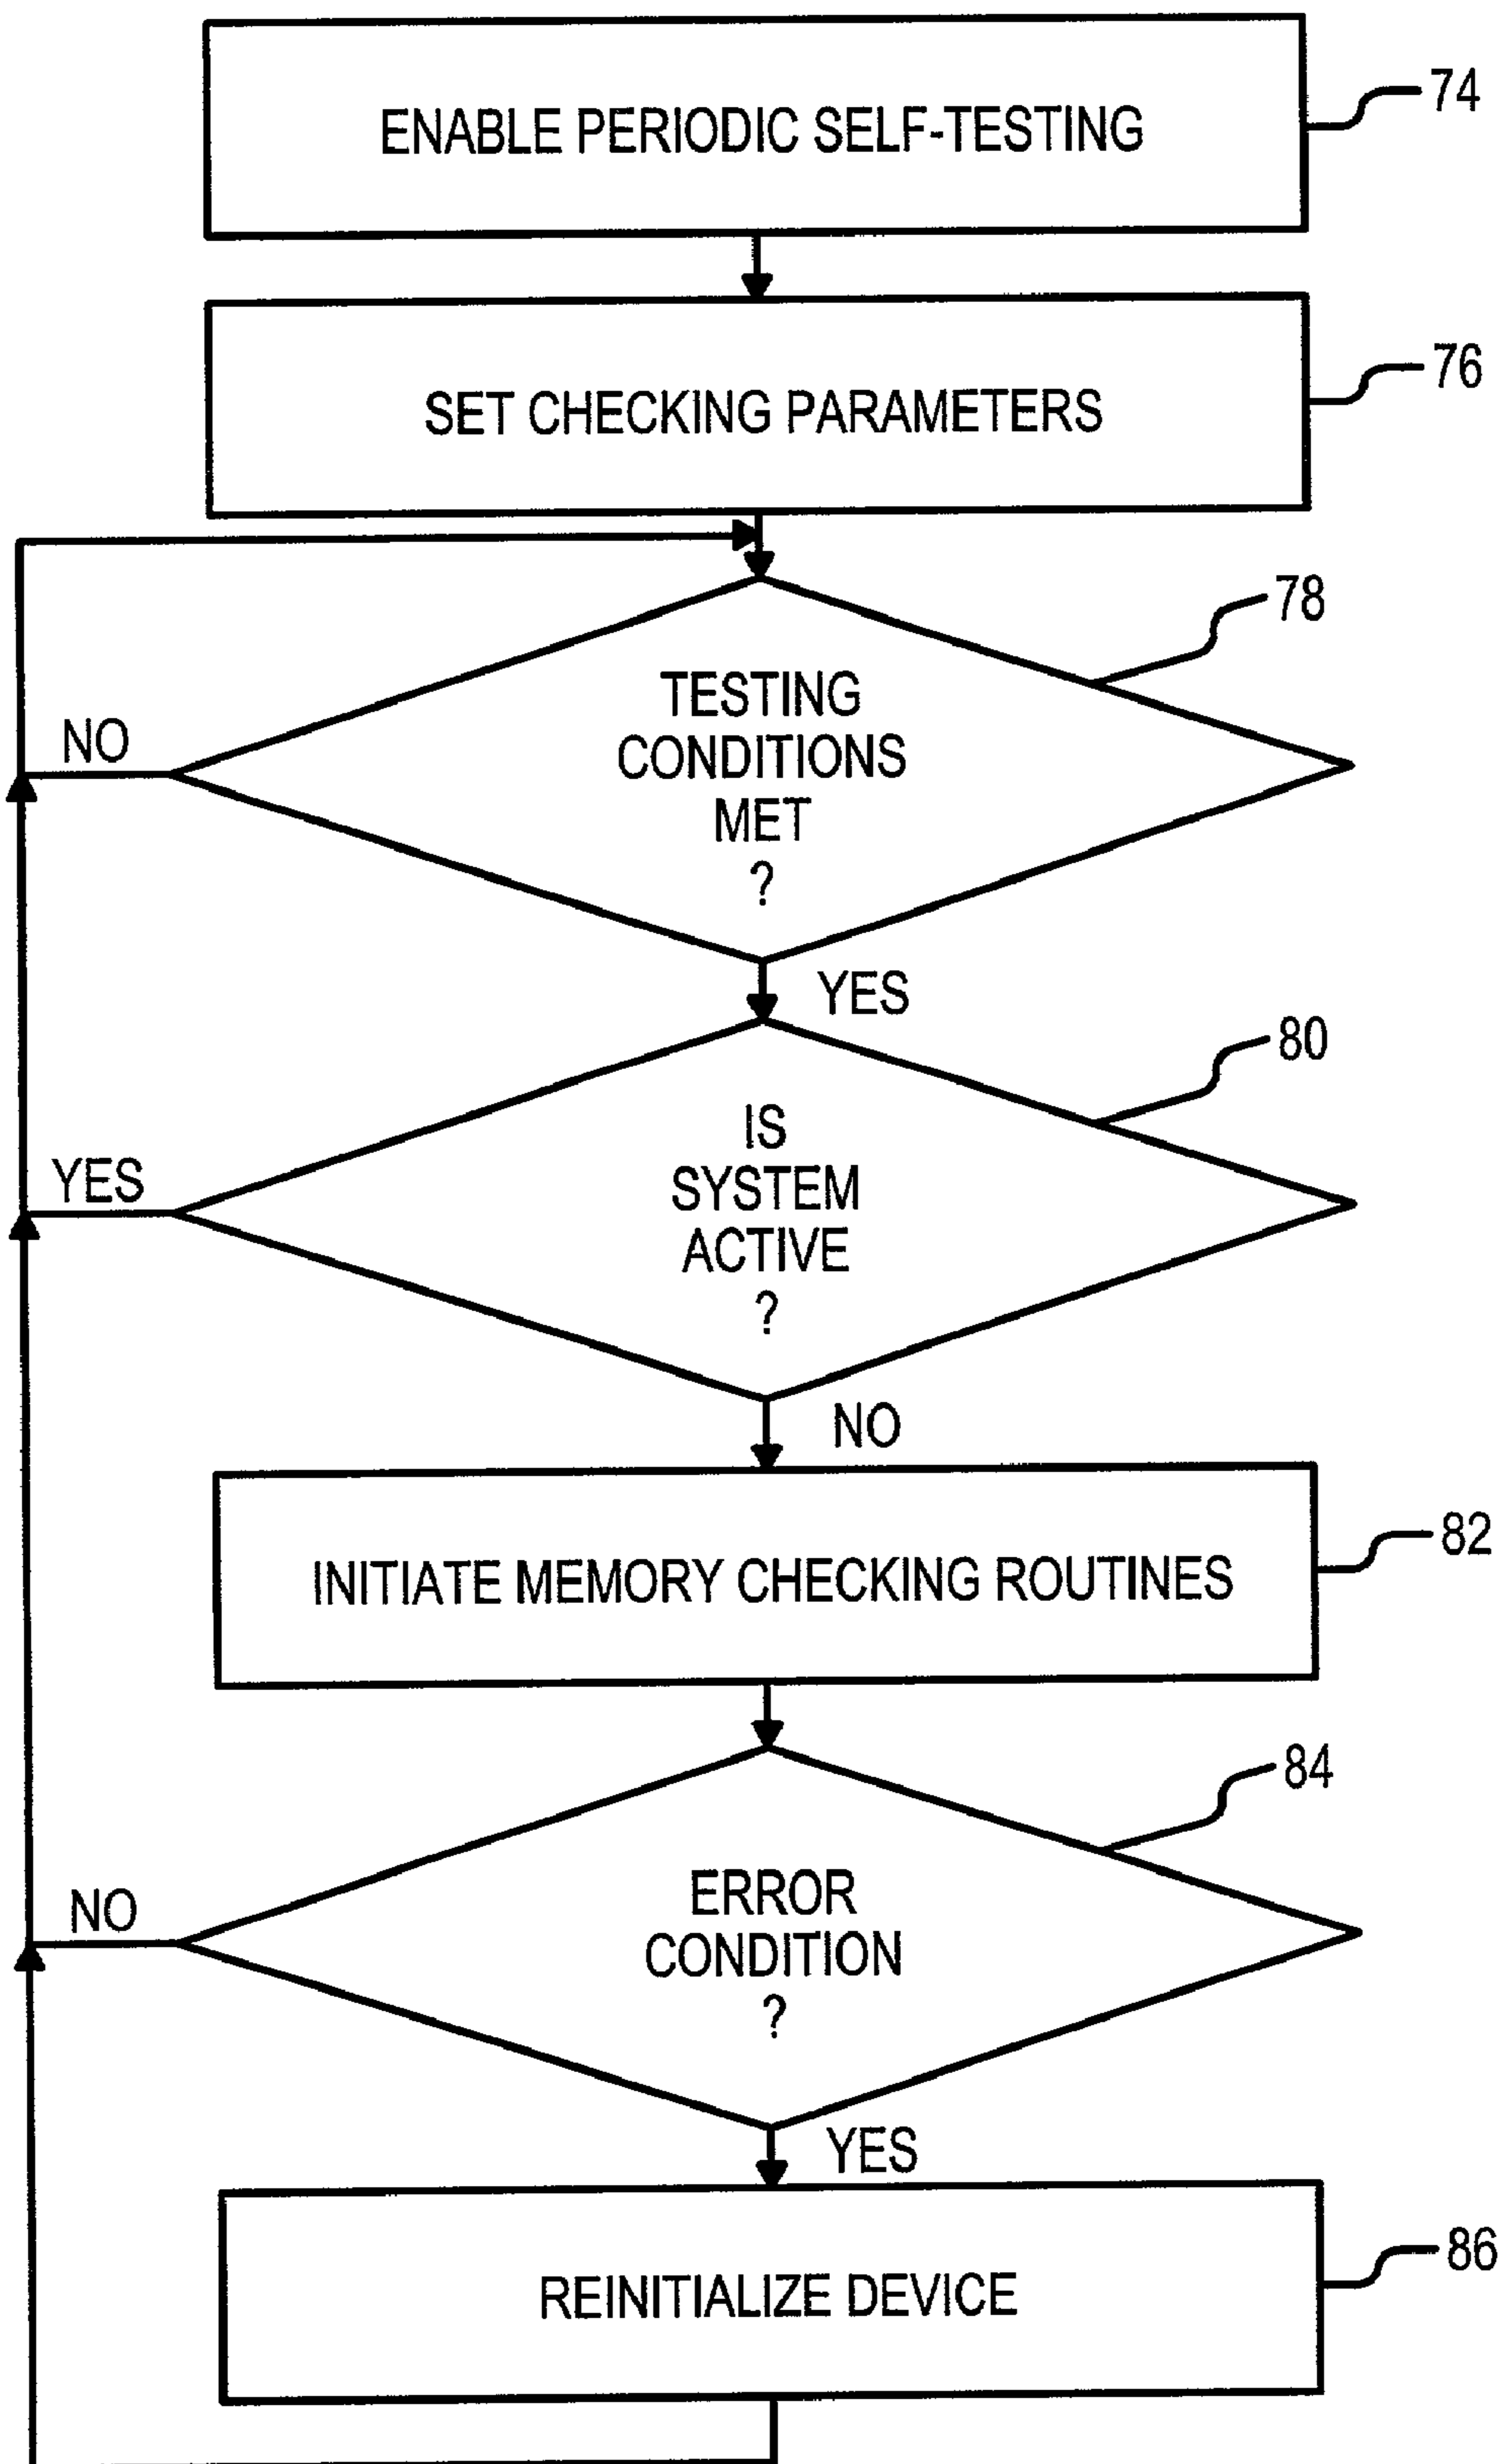 ENABLE PERIODIC SELF-TESTING
74
SET CHECKING PARAMETERS
76
78
TESTING
CONDITIONS
MET
?
NO
YES
80
IS
SYSTEM
ACTIVE
?
YES
NO
INITIATE MEMORY CHECKING ROUTINES
82
84
ERROR
CONDITION
?
NO
YES
REINITIALIZE DEVICE
86